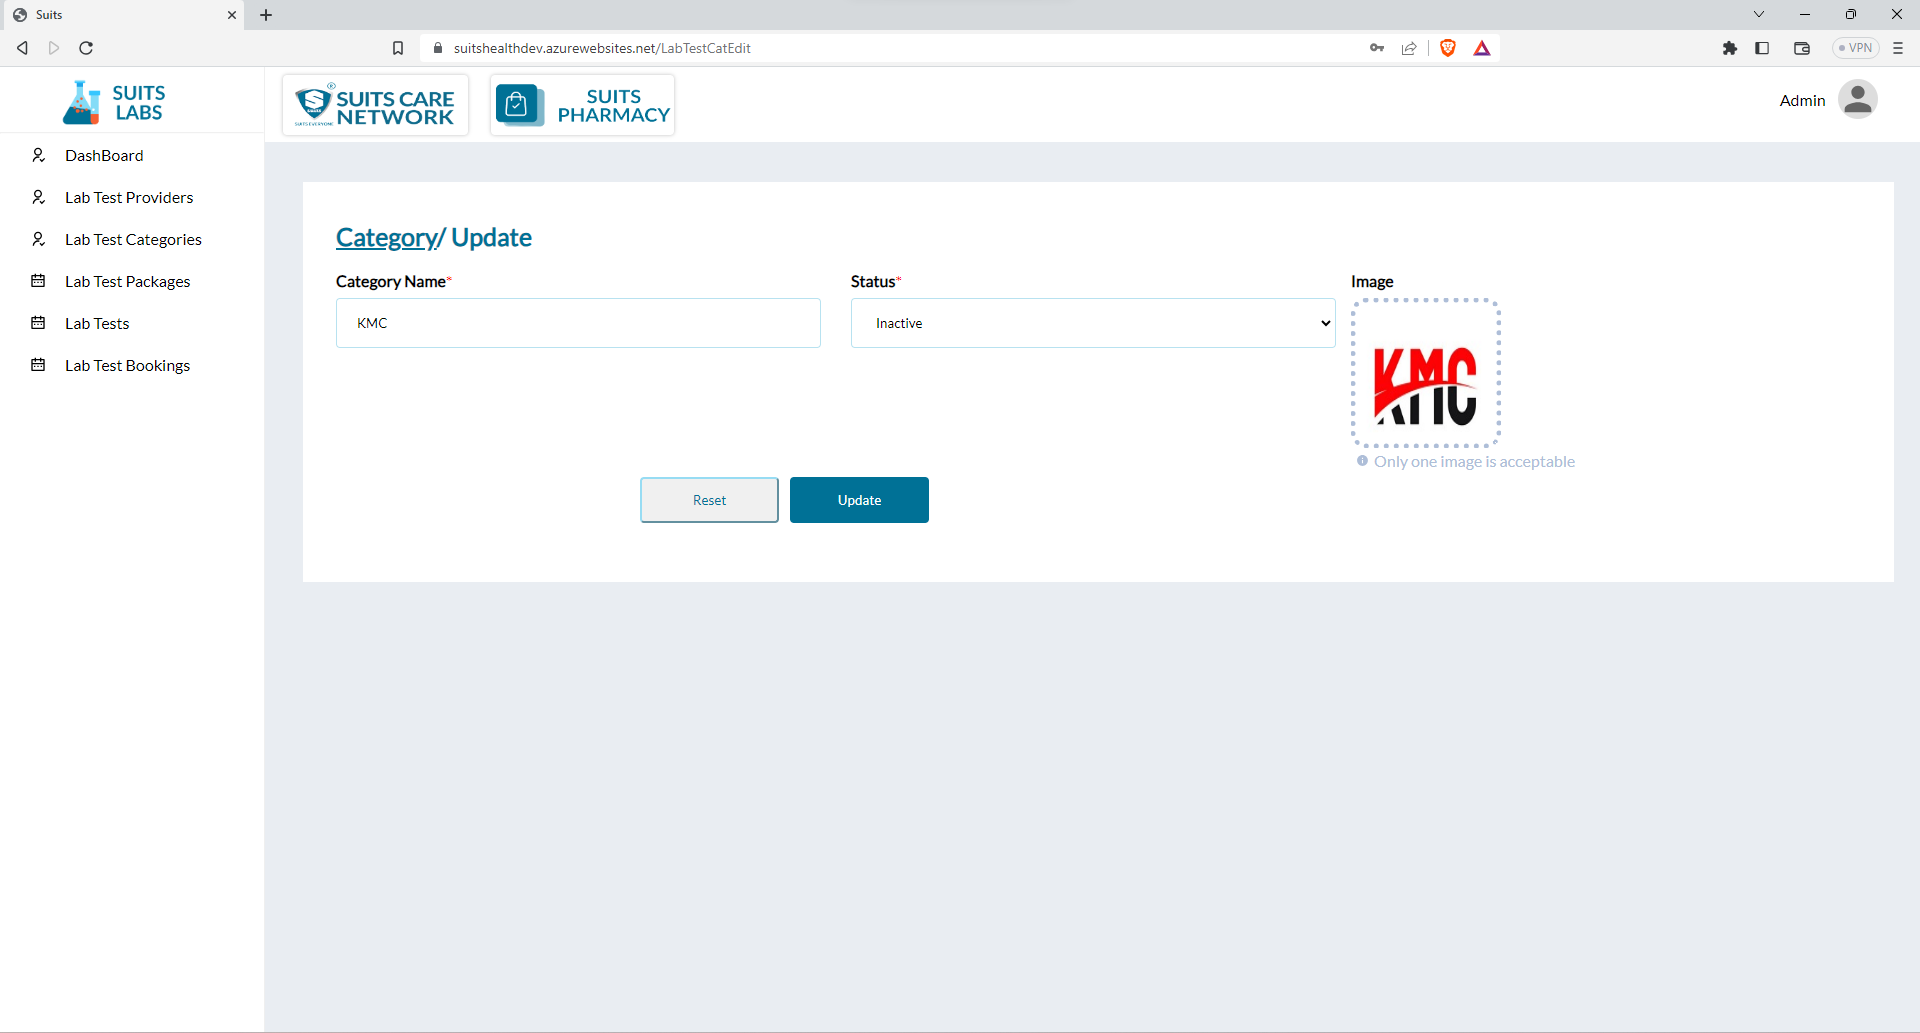 Suits
suitshealthdev.azurewebsites.net/LabTestCatEdit
VPN
SUITS
LABS
SUITS CARE
NETWORK
SUITS
PHARMACY
Admin
DashBoard
Lab Test Providers
Lab Test Categories
Lab Test Packages
Lab Tests
Lab Test Bookings
Category/ Update
Category Name*
KMC
Status*
Inactive
Image
KMC
Only one image is acceptable
Reset
Update